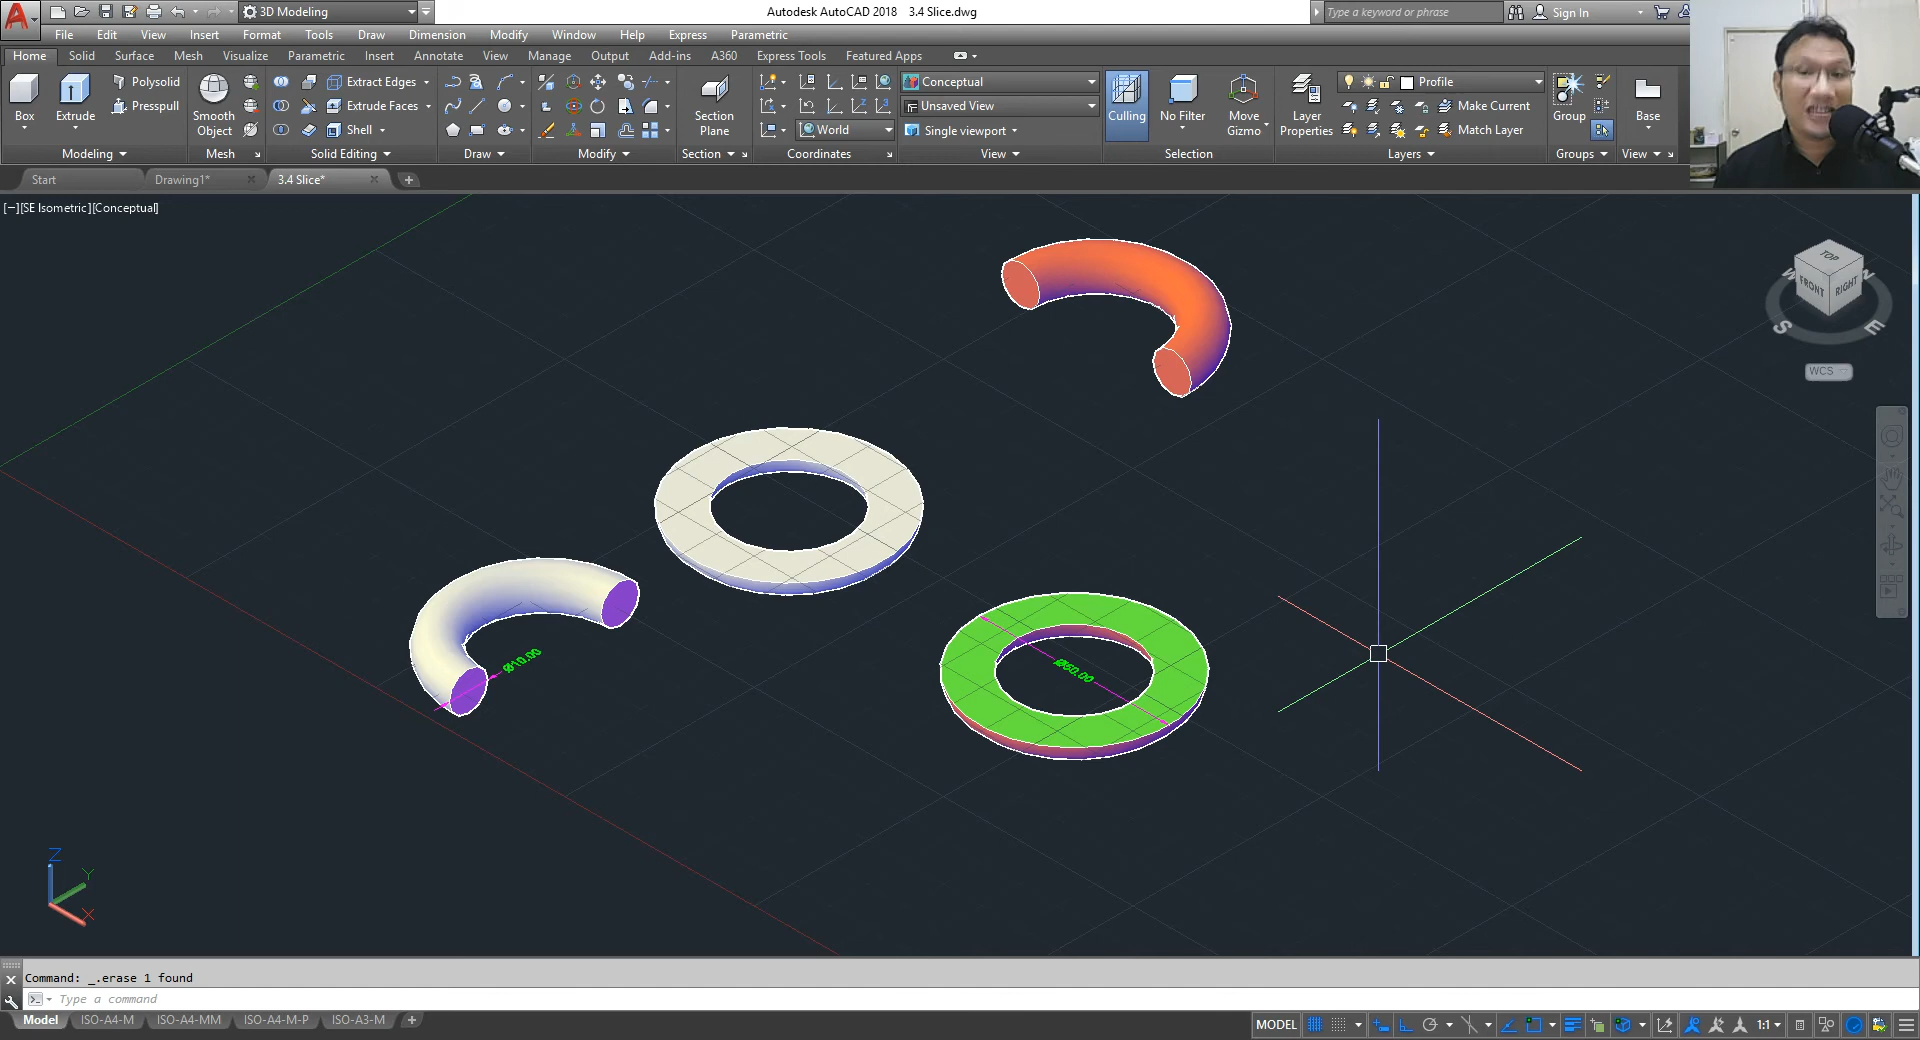 3D Modeling
Autodesk AutoCAD 2018 3.4 Slice.dwg
Type a keyword or phrase
Sign In
File Edit View Insert Format Tools Draw Dimension Modify Window Help Express Parametric
Home Solid Surface Mesh Visualize Parametric Insert Annotate View Manage Output Add-ins A360 Express Tools Featured Apps
Box
Extrude
Polysolid
Presspull
Modeling
Smooth
Object
Mesh
Extract Edges
Extrude Faces
Shell
Solid Editing
Draw
Modify
Section
Plane
Section
World
Coordinates
Conceptual
Unsaved View
Single viewport
View
Culling
No Filter
Move
Gizmo
Selection
Layer
Properties
Profile
Make Current
Match Layer
Layers
Group
Groups
Base
View
Start Drawing1* 3.4 Slice*
[−][SE Isometric][Conceptual]
TOP
FRONT
RIGHT
W
N
S
E
WCS
Ø10.00
Ø50.00
Z
Y
X
Command: _.erase 1 found
Type a command
Model ISO-A4-M ISO-A4-MM ISO-A4-M-P ISO-A3-M
MODEL
1:1